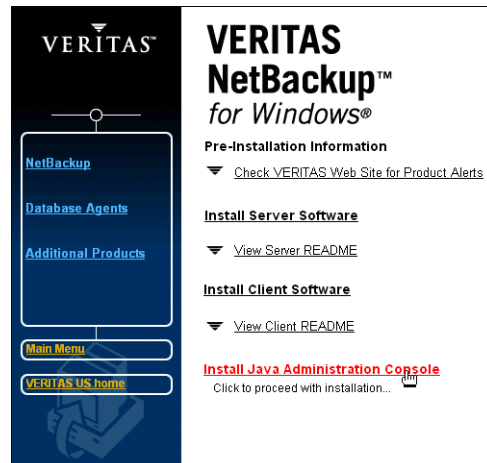 VERITAS™
NetBackup
Database Agents
Additional Products
Main Menu
VERITAS US home
VERITAS
NetBackup™
for Windows®
Pre-Installation Information
Check VERITAS Web Site for Product Alerts
Install Server Software
View Server README
Install Client Software
View Client README
Install Java Administration Console
Click to proceed with installation...